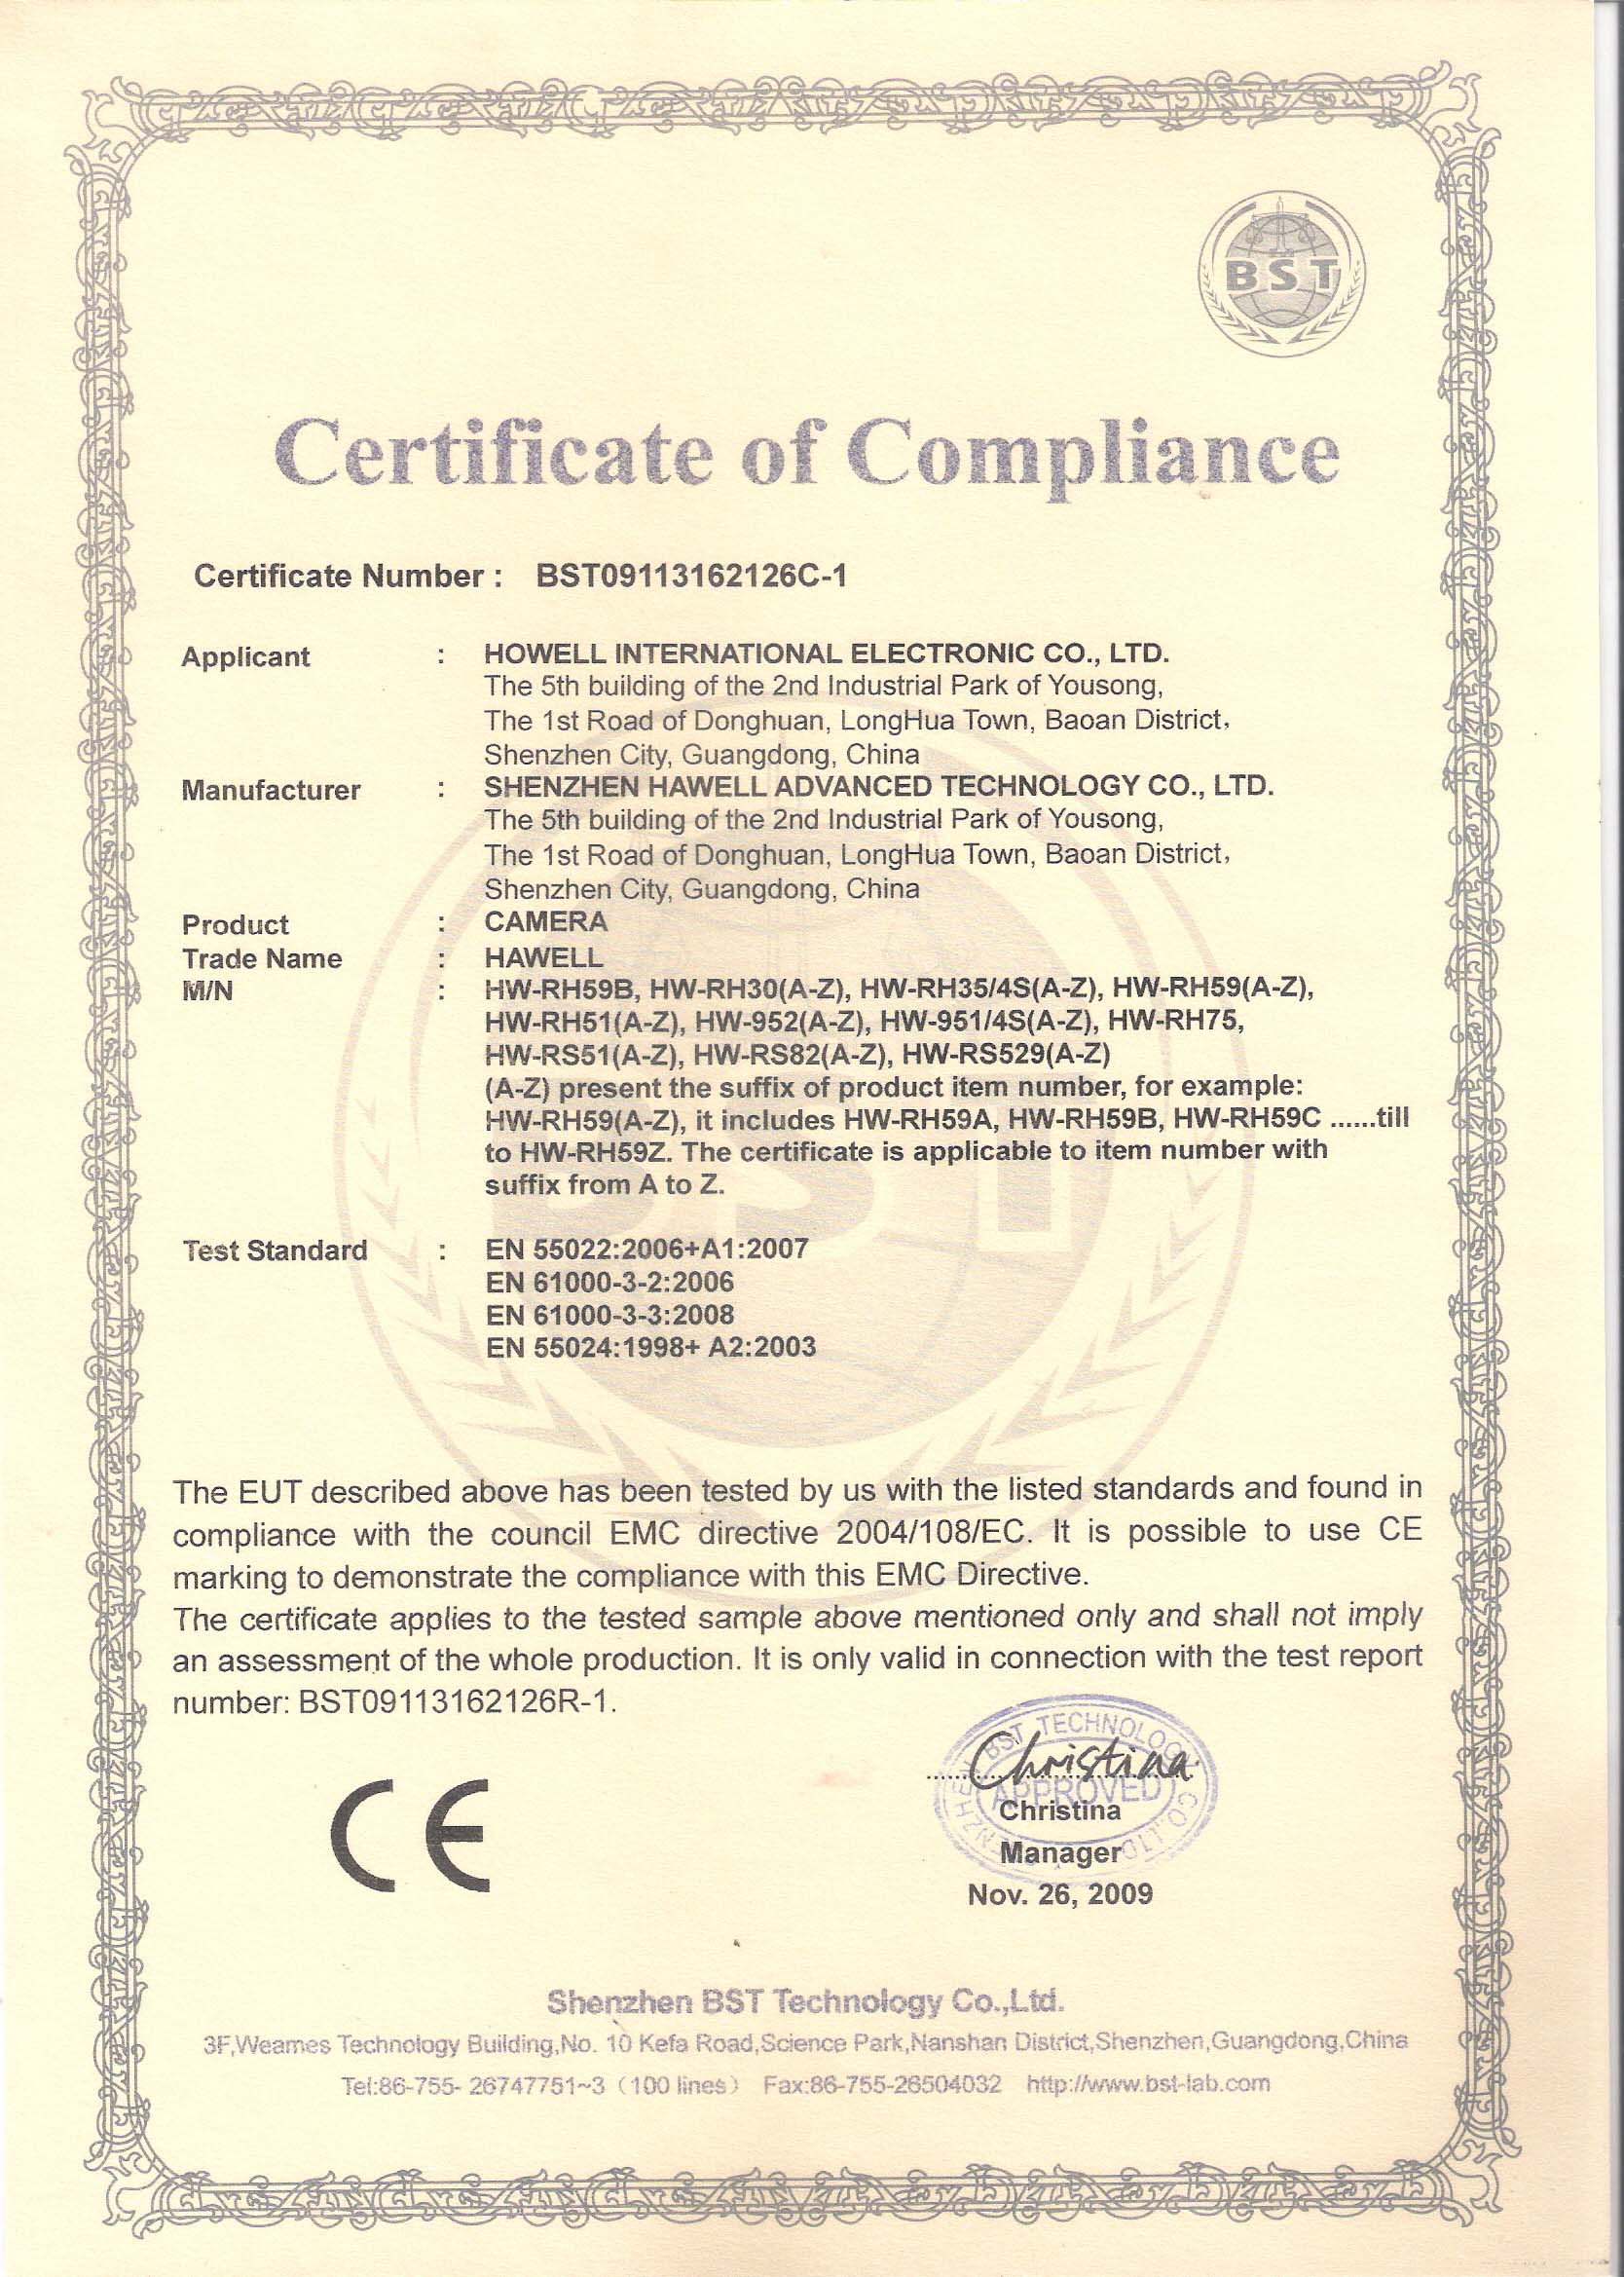 BST
Certificate of Compliance
Certificate Number : BST09113162126C-1
Applicant : HOWELL INTERNATIONAL ELECTRONIC CO., LTD.
The 5th building of the 2nd Industrial Park of Yousong,
The 1st Road of Donghuan, LongHua Town, Baoan District,
Shenzhen City, Guangdong, China
Manufacturer : SHENZHEN HAWELL ADVANCED TECHNOLOGY CO., LTD.
The 5th building of the 2nd Industrial Park of Yousong,
The 1st Road of Donghuan, LongHua Town, Baoan District,
Shenzhen City, Guangdong, China
Product : CAMERA
Trade Name : HAWELL
M/N : HW-RH59B, HW-RH30(A-Z), HW-RH35/4S(A-Z), HW-RH59(A-Z),
HW-RH51(A-Z), HW-952(A-Z), HW-951/4S(A-Z), HW-RH75,
HW-RS51(A-Z), HW-RS82(A-Z), HW-RS529(A-Z)
(A-Z) present the suffix of product item number, for example:
HW-RH59(A-Z), it includes HW-RH59A, HW-RH59B, HW-RH59C ......till
to HW-RH59Z. The certificate is applicable to item number with
suffix from A to Z.
Test Standard : EN 55022:2006+A1:2007
EN 61000-3-2:2006
EN 61000-3-3:2008
EN 55024:1998+ A2:2003
The EUT described above has been tested by us with the listed standards and found in
compliance with the council EMC directive 2004/108/EC. It is possible to use CE
marking to demonstrate the compliance with this EMC Directive.
The certificate applies to the tested sample above mentioned only and shall not imply
an assessment of the whole production. It is only valid in connection with the test report
number: BST09113162126R-1.
SHENZHEN BST TECHNOLOGY CO.,LTD
Christina
APPROVED
Christina
Manager
Nov. 26, 2009
CE
Shenzhen BST Technology Co.,Ltd.
3F,Weames Technology Building,No. 10 Kefa Road,Science Park,Nanshan District,Shenzhen,Guangdong,China
Tel:86-755- 26747751~3（100 lines） Fax:86-755-26504032 http://www.bst-lab.com